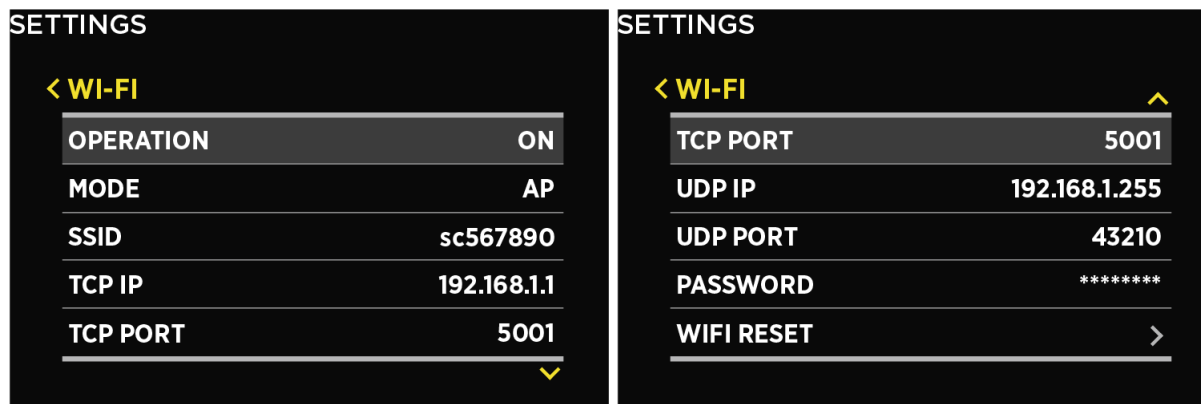 SETTINGS
< WI-FI
OPERATION ON
MODE AP
SSID sc567890
TCP IP 192.168.1.1
TCP PORT 5001
SETTINGS
< WI-FI
TCP PORT 5001
UDP IP 192.168.1.255
UDP PORT 43210
PASSWORD ********
WIFI RESET >